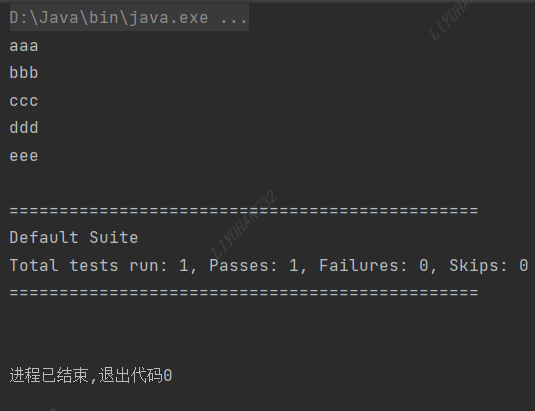 D:\Java\bin\java.exe ...
aaa
bbb
ccc
ddd
eee
===============================================
Default Suite
Total tests run: 1, Passes: 1, Failures: 0, Skips: 0
===============================================
进程已结束,退出代码0